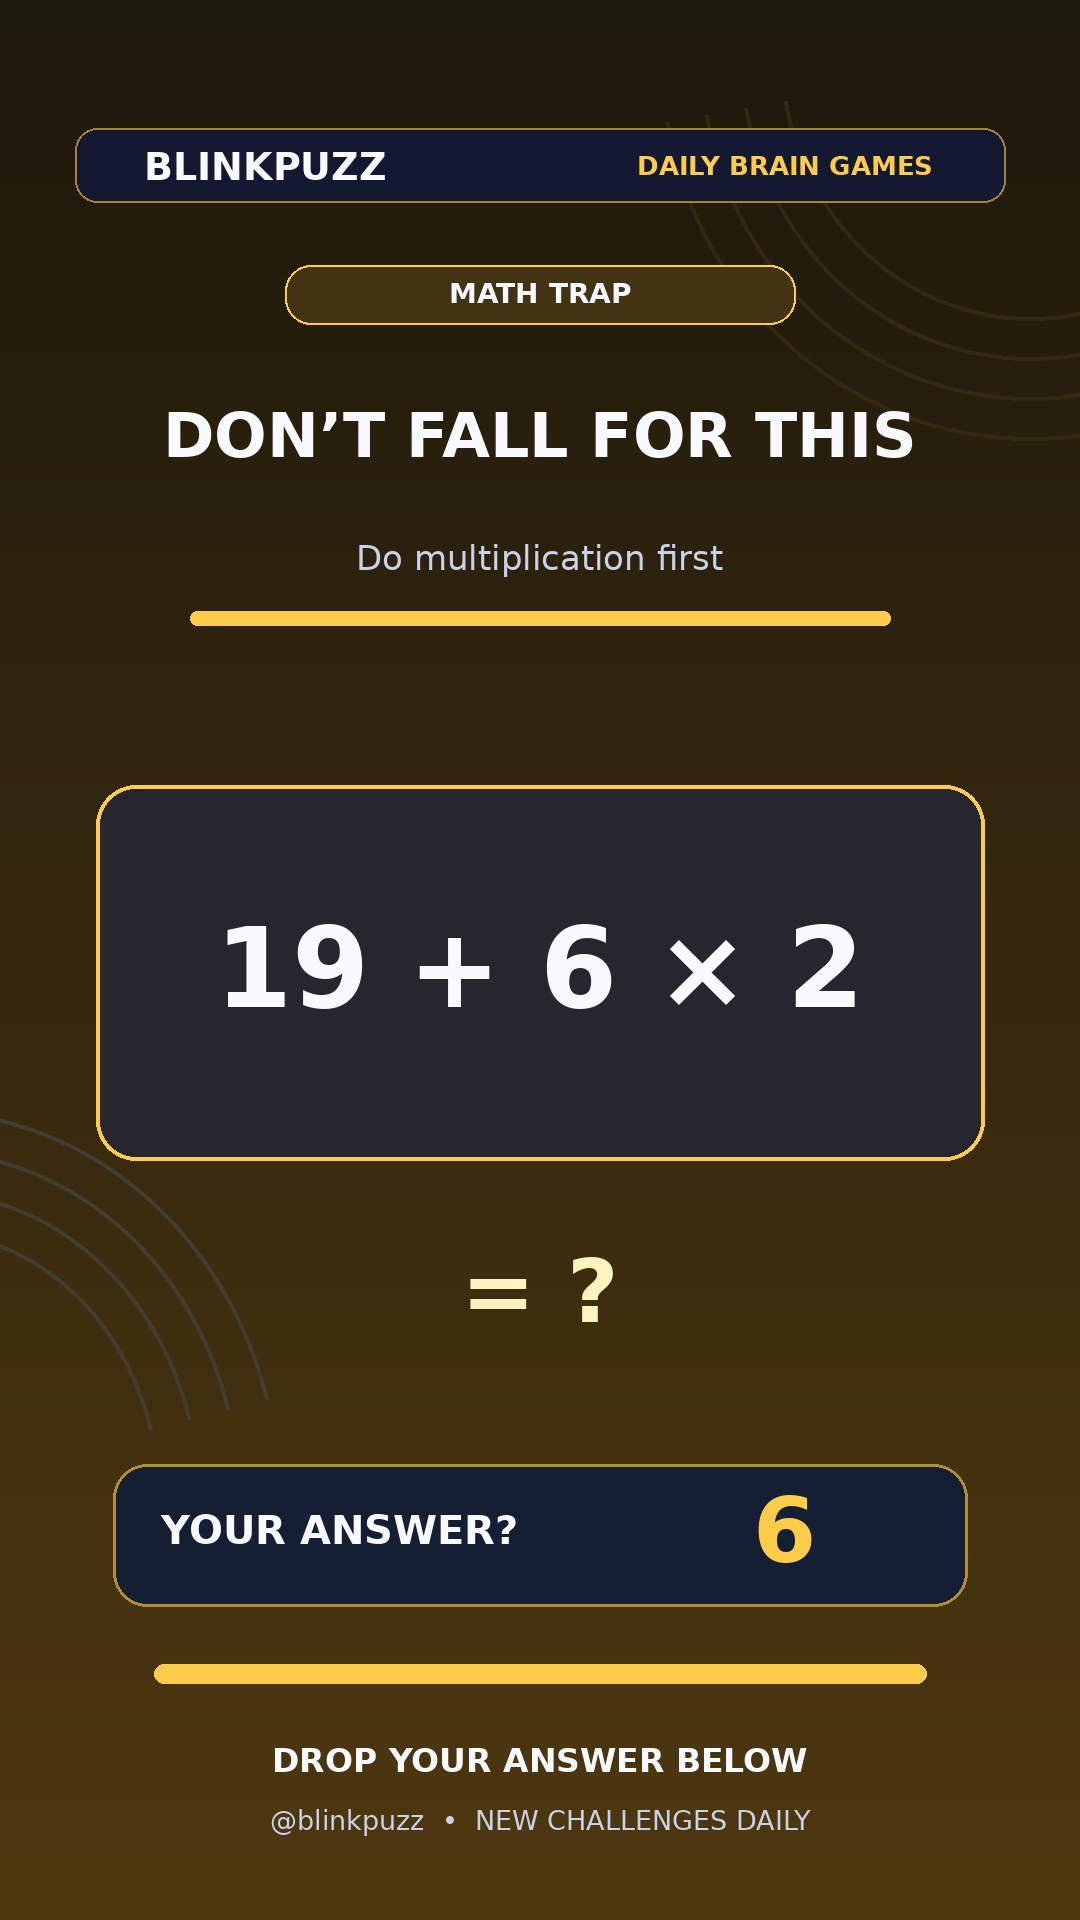 BLINKPUZZ DAILY BRAIN GAMES
MATH TRAP
DON’T FALL FOR THIS
Do multiplication first
19 + 6 × 2
= ?
YOUR ANSWER? 6
DROP YOUR ANSWER BELOW
@blinkpuzz • NEW CHALLENGES DAILY